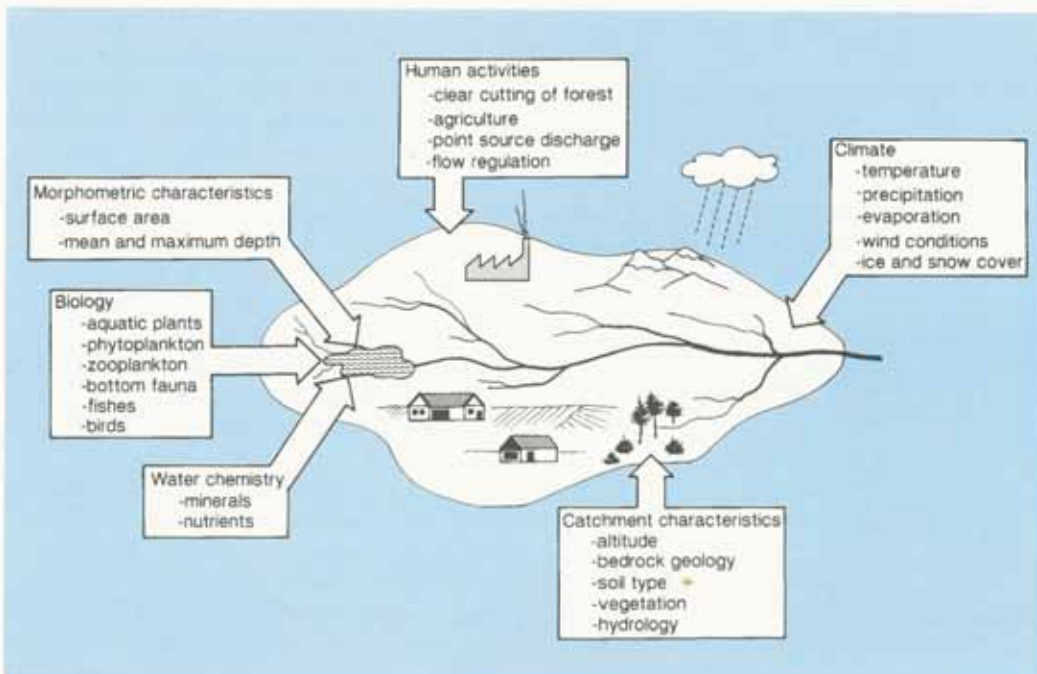 Human activities
-clear cutting of forest
-agriculture
-point source discharge
-flow regulation
Climate
-temperature
-precipitation
-evaporation
-wind conditions
-ice and snow cover
Morphometric characteristics
-surface area
-mean and maximum depth
Biology
-aquatic plants
-phytoplankton
-zooplankton
-bottom fauna
-fishes
-birds
Water chemistry
-minerals
-nutrients
Catchment characteristics
-altitude
-bedrock geology
-soil type
-vegetation
-hydrology